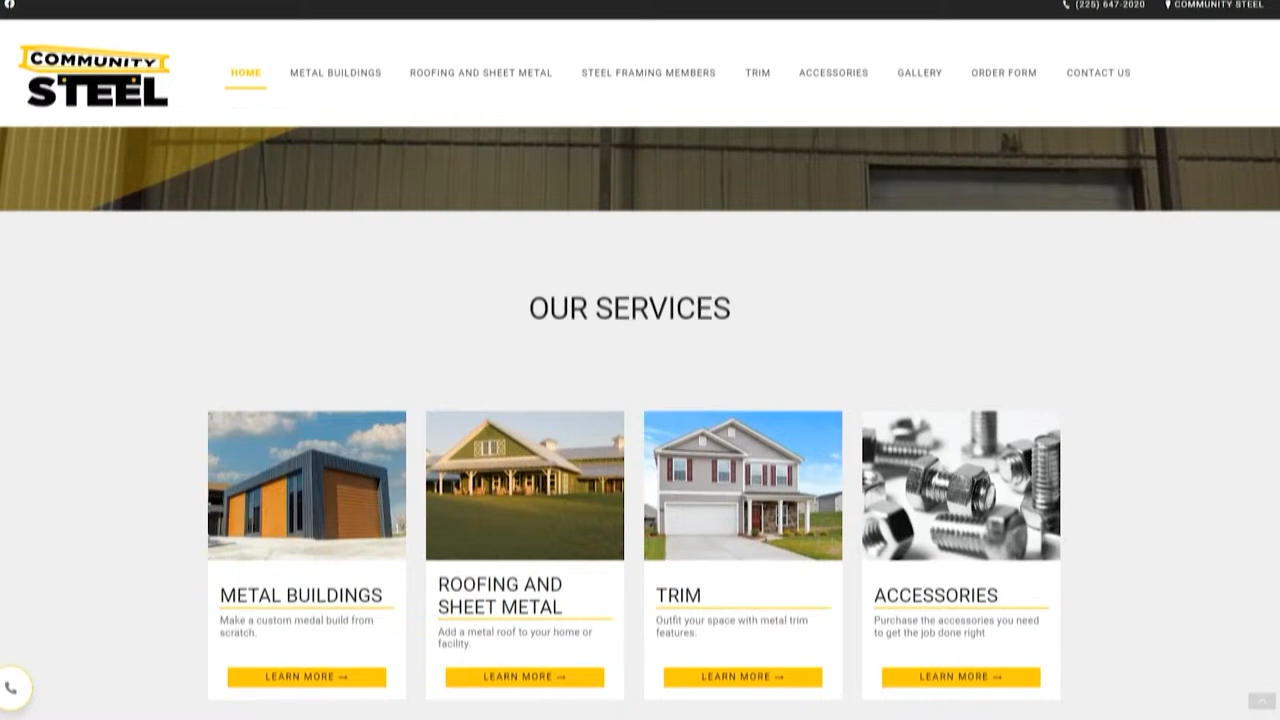 (225) 647-2020 COMMUNITY STEEL
COMMUNITY
STEEL
HOME METAL BUILDINGS ROOFING AND SHEET METAL STEEL FRAMING MEMBERS TRIM ACCESSORIES GALLERY ORDER FORM CONTACT US
OUR SERVICES
METAL BUILDINGS
Make a custom medal build from
scratch.
LEARN MORE →
ROOFING AND
SHEET METAL
Add a metal roof to your home or
facility.
LEARN MORE →
TRIM
Outfit your space with metal trim
features.
LEARN MORE →
ACCESSORIES
Purchase the accessories you need
to get the job done right
LEARN MORE →